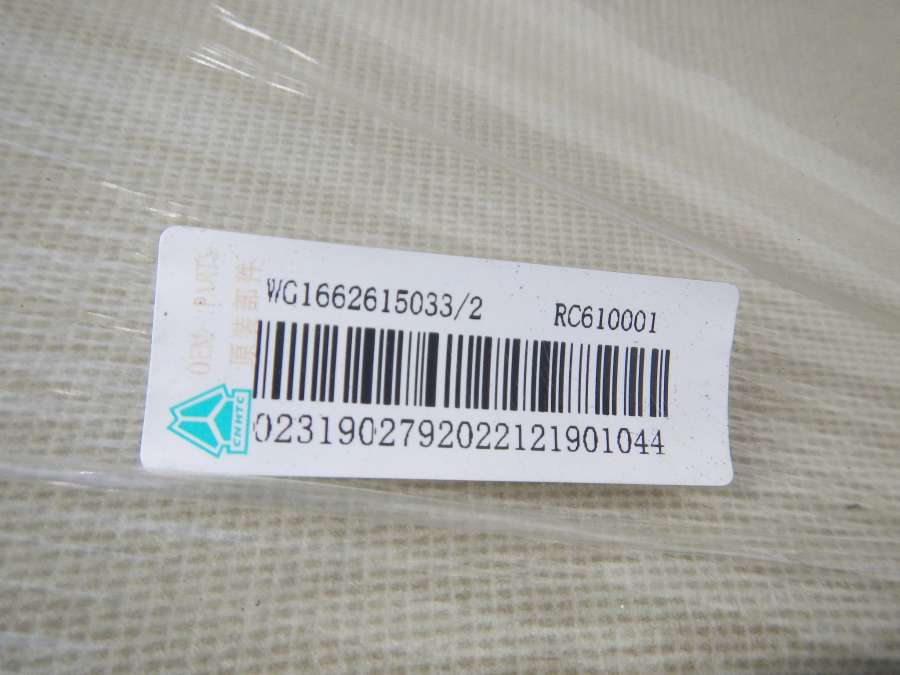 WG1662615033/2 RC610001
0231902792022121901044
CNHTC
OEM PARTS
原装部件